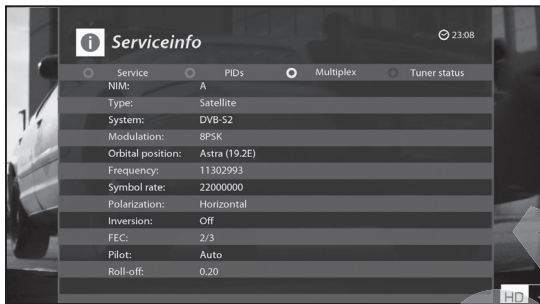 Serviceinfo
23:08
Service PIDs Multiplex Tuner status
NIM: A
Type: Satellite
System: DVB-S2
Modulation: 8PSK
Orbital position: Astra (19.2E)
Frequency: 11302993
Symbol rate: 22000000
Polarization: Horizontal
Inversion: Off
FEC: 2/3
Pilot: Auto
Roll-off: 0.20
HD